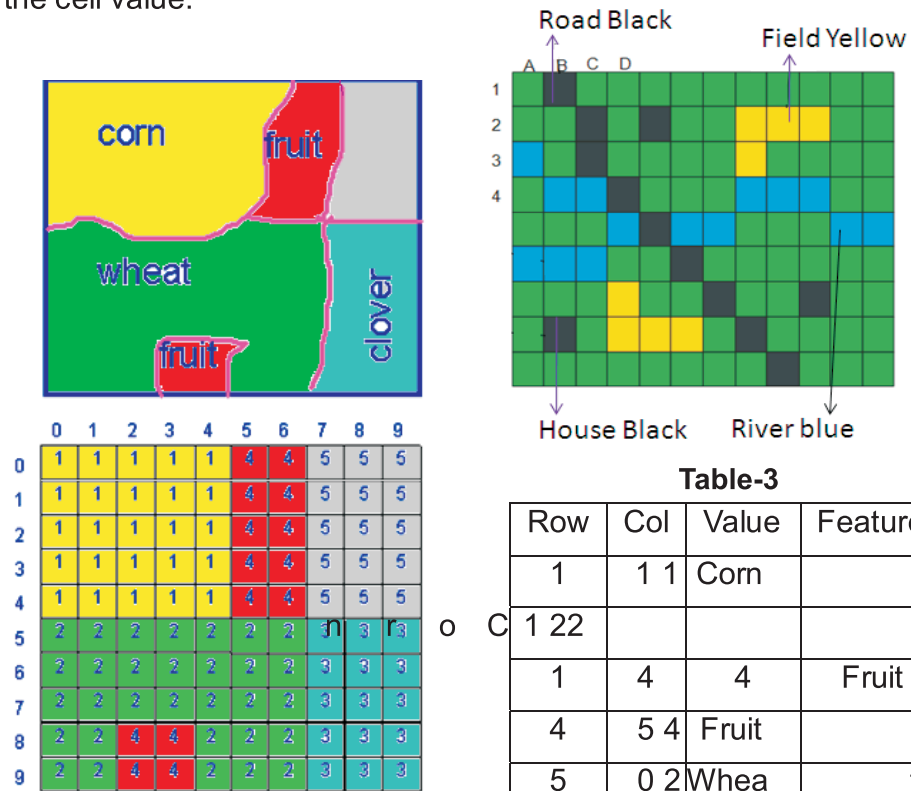 the cell value.
corn
fruit
wheat
fruit
clover
0 1 2 3 4 5 6 7 8 9
0 1 1 1 1 1 4 4 5 5 5
1 1 1 1 1 1 4 4 5 5 5
2 1 1 1 1 1 4 4 5 5 5
3 1 1 1 1 1 4 4 5 5 5
4 1 1 1 1 1 4 4 5 5 5
5 2 2 2 2 2 2 2 3 3 3
6 2 2 2 2 2 2 2 3 3 3
7 2 2 2 2 2 2 2 3 3 3
8 2 2 4 4 2 2 2 3 3 3
9 2 2 4 4 2 2 2 3 3 3
Road Black
Field Yellow
A B C D
1
2
3
4
House Black River blue
Table-3
Row Col Value Feature
1 1 1 Corn
n r o C 1 22
1 4 4 Fruit
4 5 4 Fruit
5 0 2 Whea